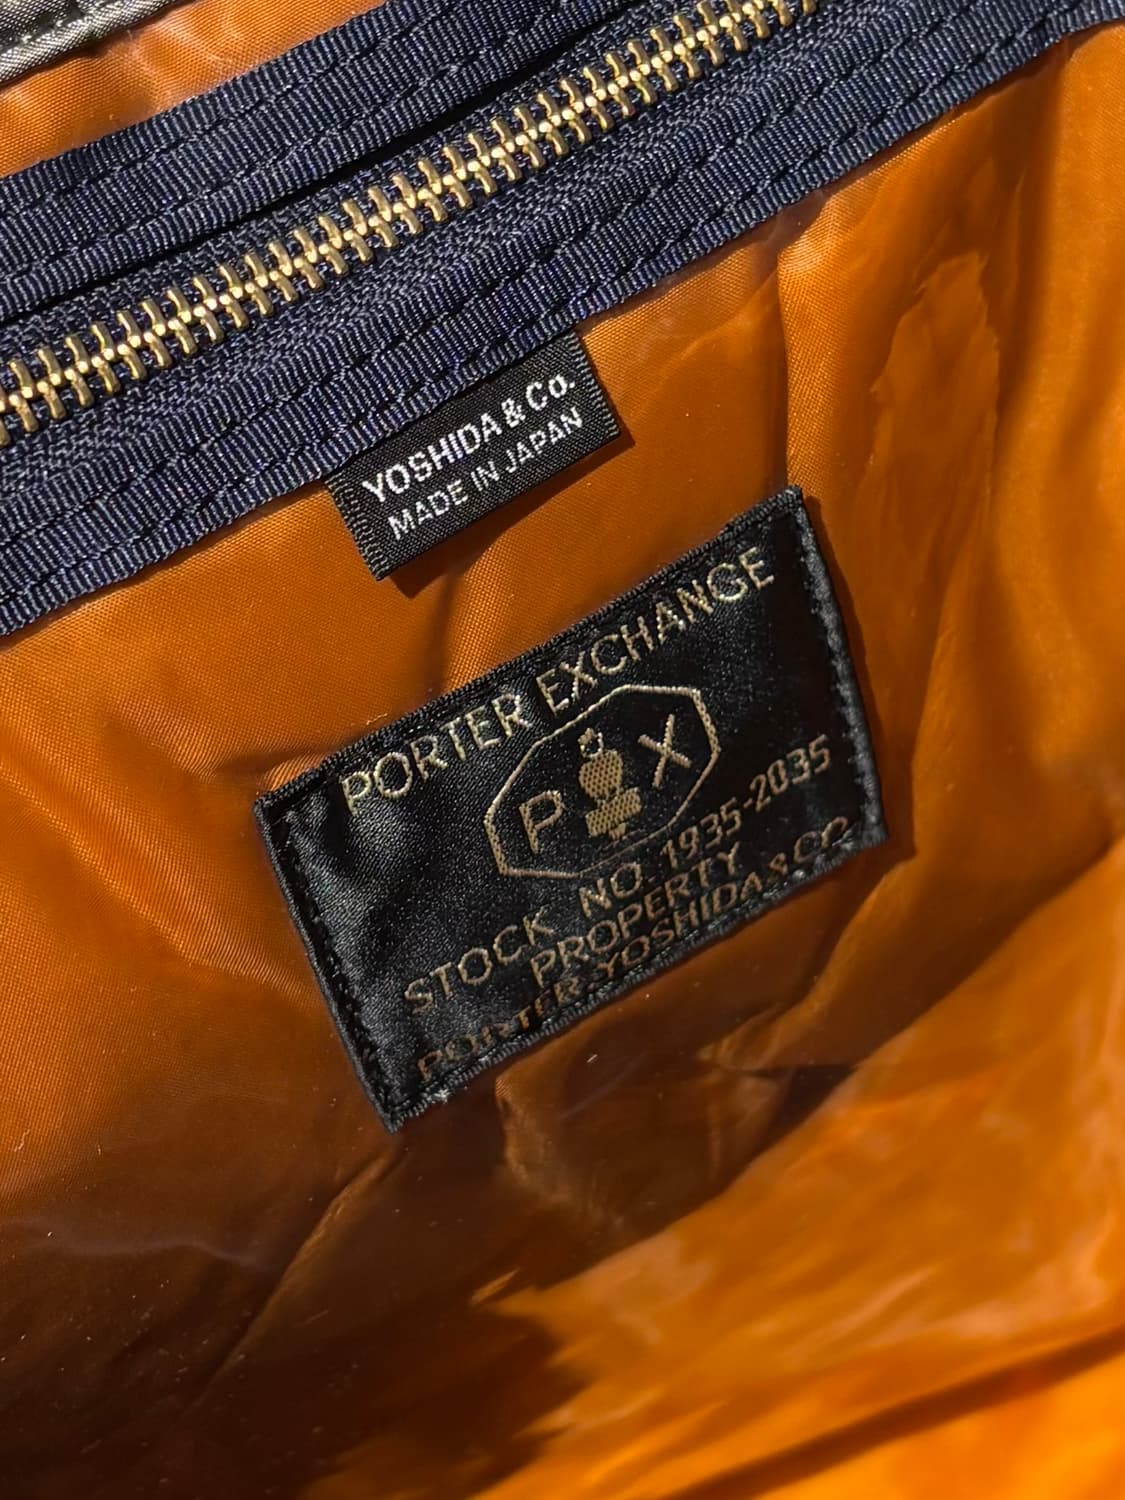 YOSHIDA & Co.
MADE IN JAPAN
PORTER EXCHANGE
P X
STOCK NO. 1935-2035
PROPERTY
PORTER.YOSHIDA & CO.